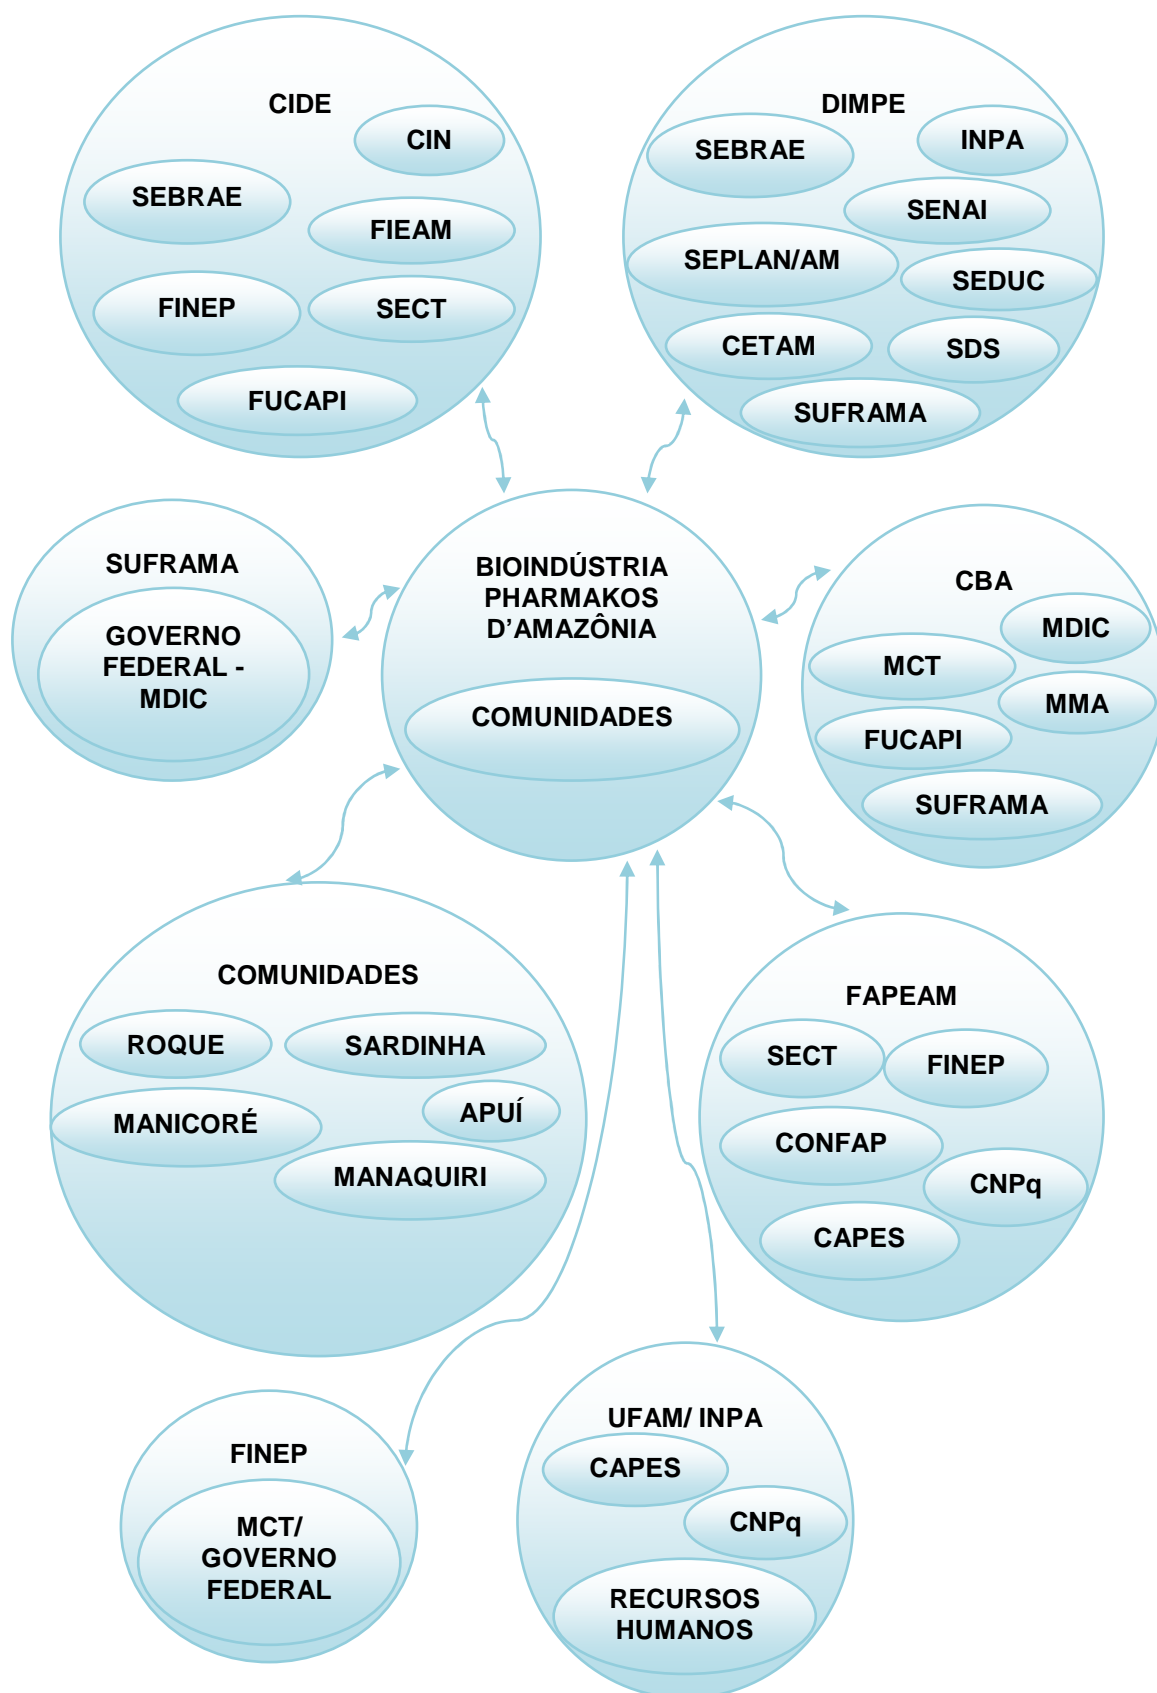 CIDE
CIN
SEBRAE
FIEAM
FINEP
SECT
FUCAPI
DIMPE
SEBRAE
INPA
SENAI
SEPLAN/AM
SEDUC
CETAM
SDS
SUFRAMA
SUFRAMA
GOVERNO
FEDERAL -
MDIC
BIOINDÚSTRIA
PHARMAKOS
D’AMAZÔNIA
COMUNIDADES
CBA
MDIC
MCT
MMA
FUCAPI
SUFRAMA
COMUNIDADES
ROQUE
SARDINHA
MANICORÉ
APUÍ
MANAQUIRI
FAPEAM
SECT
FINEP
CONFAP
CNPq
CAPES
FINEP
MCT/
GOVERNO
FEDERAL
UFAM/ INPA
CAPES
CNPq
RECURSOS
HUMANOS